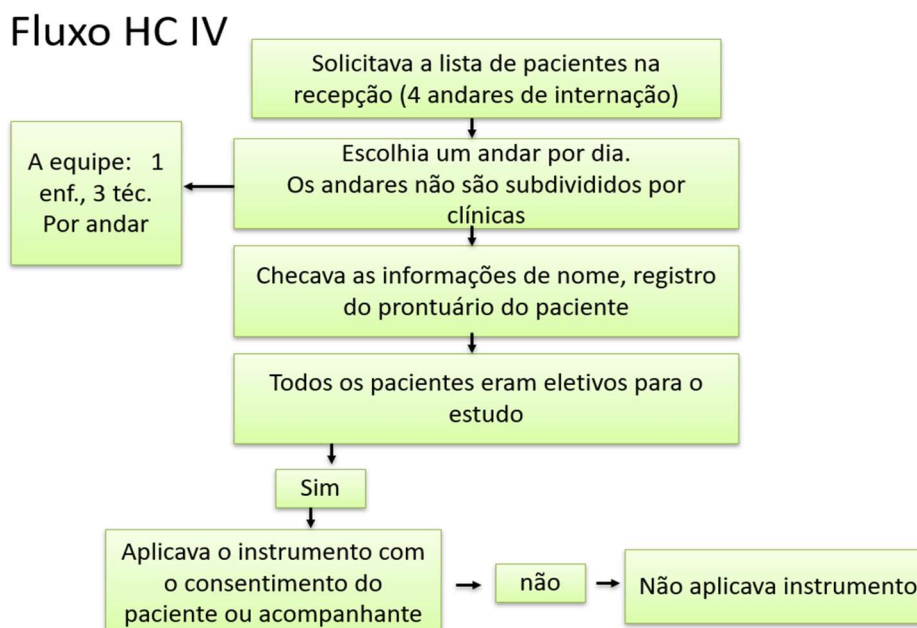 Fluxo HC IV
Solicitava a lista de pacientes na
recepção (4 andares de internação)
A equipe: 1
enf., 3 téc.
Por andar
Escolhia um andar por dia.
Os andares não são subdivididos por
clínicas
Checava as informações de nome, registro
do prontuário do paciente
Todos os pacientes eram eletivos para o
estudo
Sim
Aplicava o instrumento com
o consentimento do
paciente ou acompanhante
não
Não aplicava instrumento